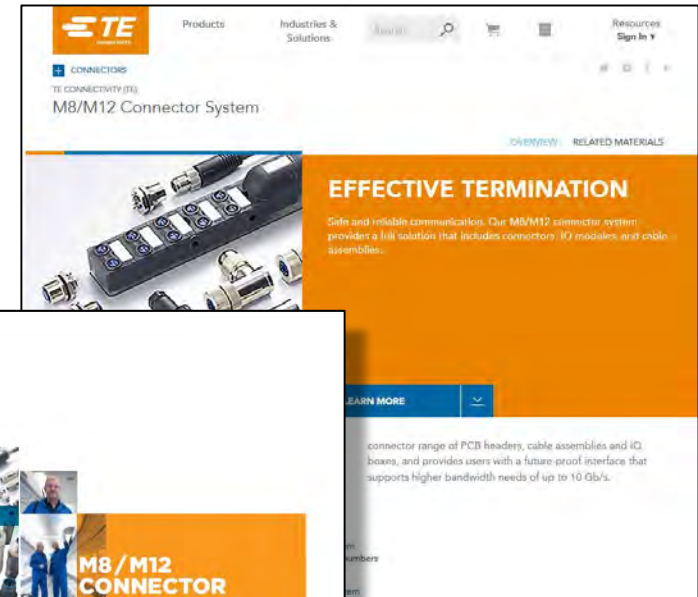 TE
Products
Industries &
Solutions
Search
Resources
Sign In
CONNECTORS
TE CONNECTIVITY (TE)
M8/M12 Connector System
OVERVIEW
RELATED MATERIALS
EFFECTIVE TERMINATION
Safe and reliable communication. Our M8/M12 connector system
provides a full solution that includes connectors, IO modules, and cable
assemblies.
LEARN MORE
connector range of PCB headers, cable assemblies and IO
boxes, and provides users with a future-proof interface that
supports higher bandwidth needs of up to 10 Gb/s.
M8/M12
CONNECTOR